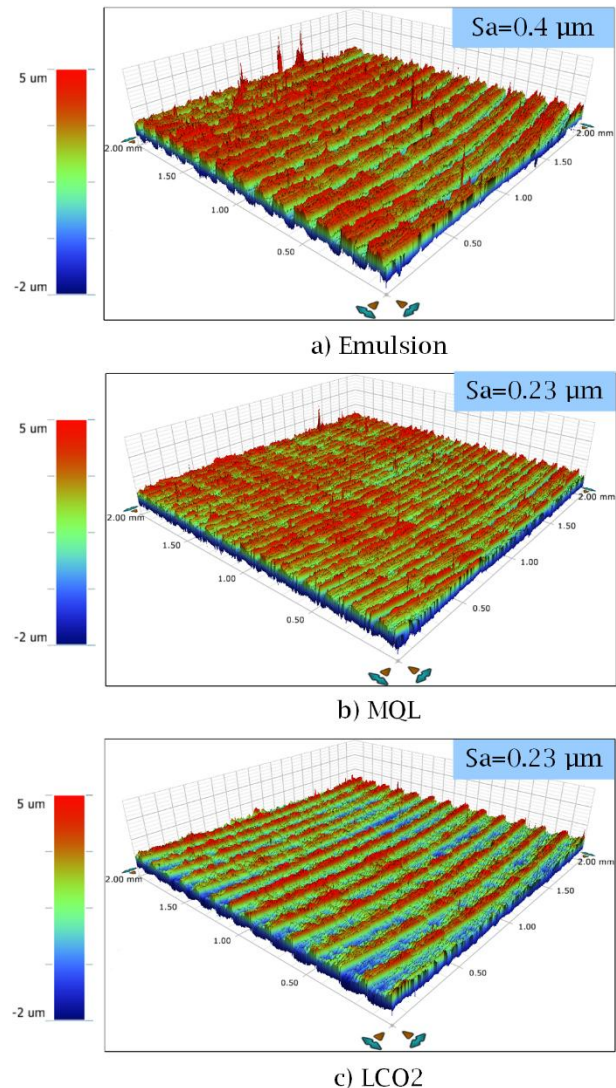 Sa=0.4 µm
5 um
-2 um
2.00 mm
1.50
1.00
0.50
0.50
1.00
1.50
2.00 mm
a) Emulsion
Sa=0.23 µm
5 um
-2 um
2.00 mm
1.50
1.00
0.50
0.50
1.00
1.50
2.00 mm
b) MQL
Sa=0.23 µm
5 um
-2 um
2.00 mm
1.50
1.00
0.50
0.50
1.00
1.50
2.00 mm
c) LCO2